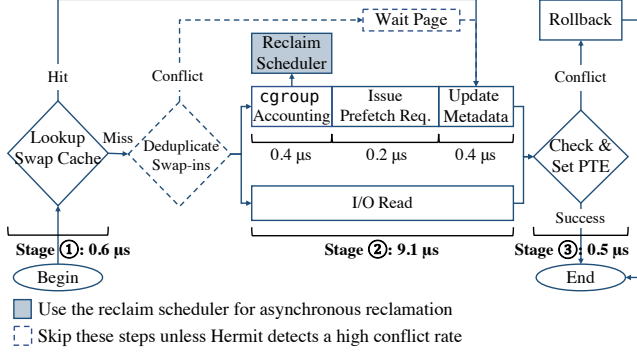 Wait Page
Rollback
Reclaim
Scheduler
Hit
Conflict
Conflict
cgroup
Accounting
Issue
Prefetch Req.
Update
Metadata
Lookup
Swap Cache
Miss
Deduplicate
Swap-ins
0.4 µs
0.2 µs
0.4 µs
Check &
Set PTE
I/O Read
Success
Stage ①: 0.6 µs
Stage ②: 9.1 µs
Stage ③: 0.5 µs
Begin
End
Use the reclaim scheduler for asynchronous reclamation
Skip these steps unless Hermit detects a high conflict rate